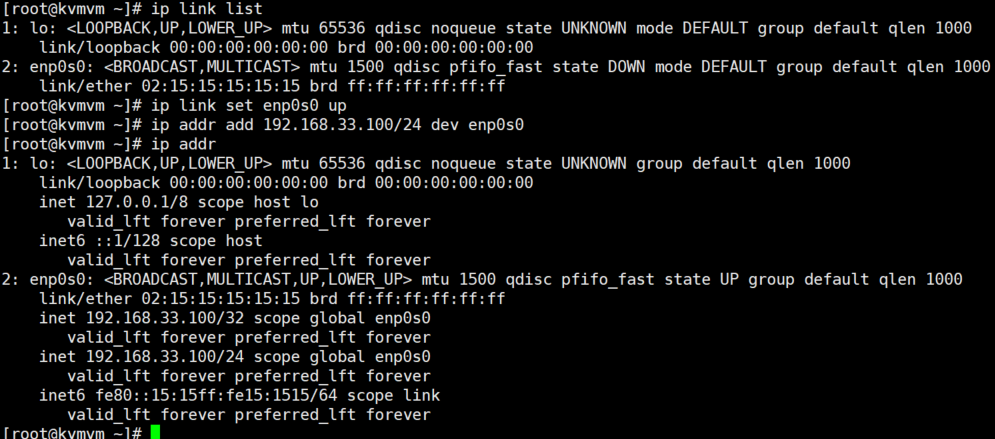 [root@kvmvm ~]# ip link list
1: lo: <LOOPBACK,UP,LOWER_UP> mtu 65536 qdisc noqueue state UNKNOWN mode DEFAULT group default qlen 1000
    link/loopback 00:00:00:00:00:00 brd 00:00:00:00:00:00
2: enp0s0: <BROADCAST,MULTICAST> mtu 1500 qdisc pfifo_fast state DOWN mode DEFAULT group default qlen 1000
    link/ether 02:15:15:15:15:15 brd ff:ff:ff:ff:ff:ff
[root@kvmvm ~]# ip link set enp0s0 up
[root@kvmvm ~]# ip addr add 192.168.33.100/24 dev enp0s0
[root@kvmvm ~]# ip addr
1: lo: <LOOPBACK,UP,LOWER_UP> mtu 65536 qdisc noqueue state UNKNOWN group default qlen 1000
    link/loopback 00:00:00:00:00:00 brd 00:00:00:00:00:00
    inet 127.0.0.1/8 scope host lo
       valid_lft forever preferred_lft forever
    inet6 ::1/128 scope host
       valid_lft forever preferred_lft forever
2: enp0s0: <BROADCAST,MULTICAST,UP,LOWER_UP> mtu 1500 qdisc pfifo_fast state UP group default qlen 1000
    link/ether 02:15:15:15:15:15 brd ff:ff:ff:ff:ff:ff
    inet 192.168.33.100/32 scope global enp0s0
       valid_lft forever preferred_lft forever
    inet 192.168.33.100/24 scope global enp0s0
       valid_lft forever preferred_lft forever
    inet6 fe80::15:15ff:fe15:1515/64 scope link
       valid_lft forever preferred_lft forever
[root@kvmvm ~]#